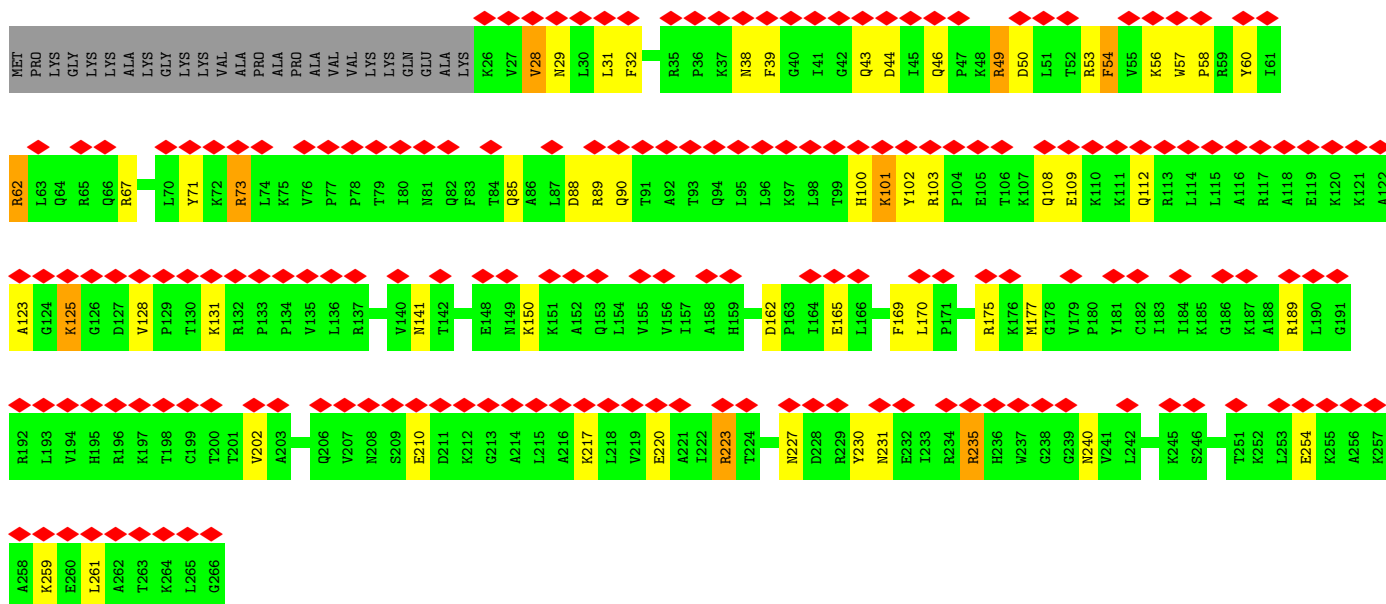 MET PRO LYS GLY LYS LYS ALA LYS GLY LYS LYS VAL ALA PRO ALA PRO ALA VAL VAL LYS LYS GLN GLU ALA LYS K26 V27 V28 N29 L30 L31 F32 R35 P36 K37 N38 F39 G40 I41 G42 Q43 D44 I45 Q46 P47 K48 R49 D50 L51 T52 R53 F54 V55 K56 W57 P58 R59 Y60 I61
R62 L63 Q64 R65 Q66 R67 L70 Y71 K72 R73 L74 K75 V76 P77 P78 T79 I80 N81 Q82 F83 T84 Q85 A86 L87 D88 R89 Q90 T91 A92 T93 Q94 L95 L96 K97 L98 T99 H100 K101 Y102 R103 P104 E105 T106 K107 Q108 E109 K110 K111 Q112 R113 L114 L115 A116 R117 A118 E119 K120 K121 A122
A123 G124 K125 G126 D127 V128 P129 T130 K131 R132 P133 P134 V135 L136 R137 V140 N141 T142 E148 N149 K150 K151 A152 Q153 L154 V155 V156 I157 A158 H159 D162 P163 I164 E165 L166 F169 L170 P171 R175 K176 M177 G178 V179 P180 Y181 C182 I183 I184 K185 G186 K187 A188 R189 L190 G191
R192 L193 V194 H195 R196 K197 T198 C199 T200 T201 V202 A203 Q206 V207 N208 S209 E210 D211 K212 G213 A214 L215 A216 K217 L218 V219 E220 A221 I222 R223 T224 N227 D228 R229 Y230 N231 E232 I233 R234 R235 H236 W237 G238 G239 N240 V241 L242 K245 S246 T251 K252 L253 E254 K255 A256 K257
A258 K259 E260 L261 A262 T263 K264 L265 G266